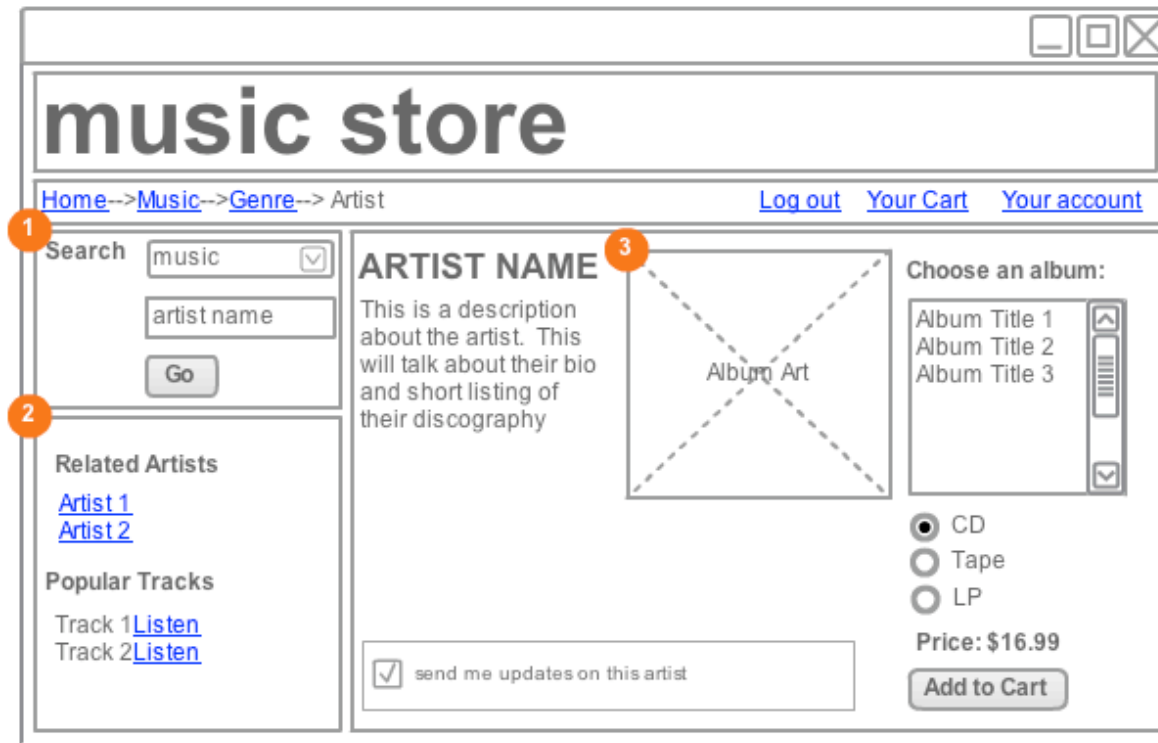 music store
Home-->Music-->Genre--> Artist
Log out Your Cart Your account
1
Search
music
artist name
Go
2
Related Artists
Artist 1
Artist 2
Popular Tracks
Track 1Listen
Track 2Listen
ARTIST NAME
This is a description
about the artist. This
will talk about their bio
and short listing of
their discography
3
Album Art
send me updates on this artist
Choose an album:
Album Title 1
Album Title 2
Album Title 3
CD
Tape
LP
Price: $16.99
Add to Cart